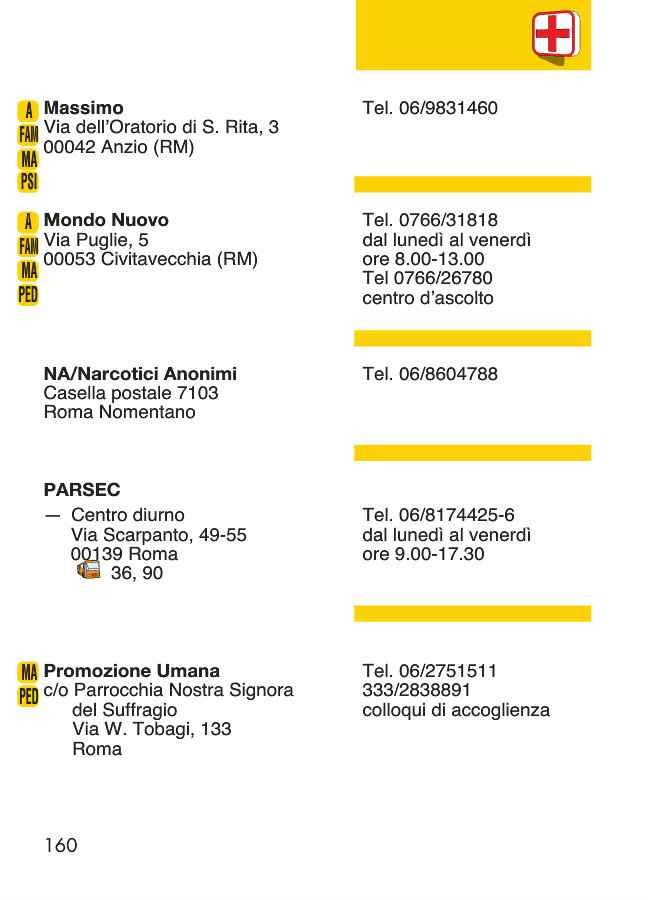 A
FAM
MA
PSI
Massimo
Via dell'Oratorio di S. Rita, 3
00042 Anzio (RM)
Tel. 06/9831460
A
FAM
MA
PED
Mondo Nuovo
Via Puglie, 5
00053 Civitavecchia (RM)
Tel. 0766/31818
dal lunedì al venerdì
ore 8.00-13.00
Tel 0766/26780
centro d'ascolto
NA/Narcotici Anonimi
Casella postale 7103
Roma Nomentano
Tel. 06/8604788
PARSEC
— Centro diurno
Via Scarpanto, 49-55
00139 Roma
36, 90
Tel. 06/8174425-6
dal lunedì al venerdì
ore 9.00-17.30
MA
PED
Promozione Umana
c/o Parrocchia Nostra Signora
del Suffragio
Via W. Tobagi, 133
Roma
Tel. 06/2751511
333/2838891
colloqui di accoglienza
160